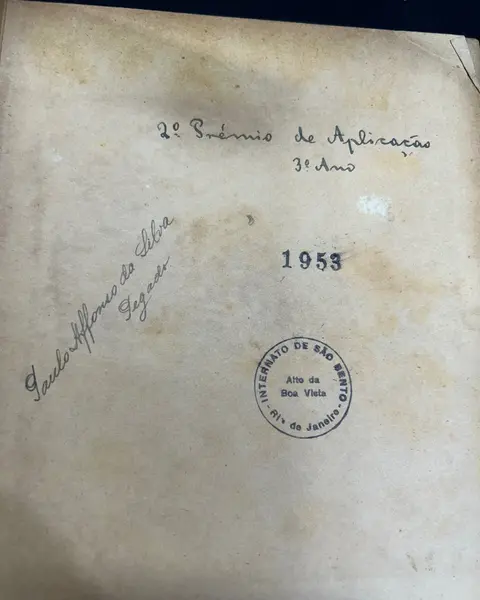 2º Prémio de Aplicação
3º Ano
1953
Paulo Affonso da Silva
Pegado
INTERNATO DE SÃO BENTO
Alto da
Boa Vista
- Rio de Janeiro -